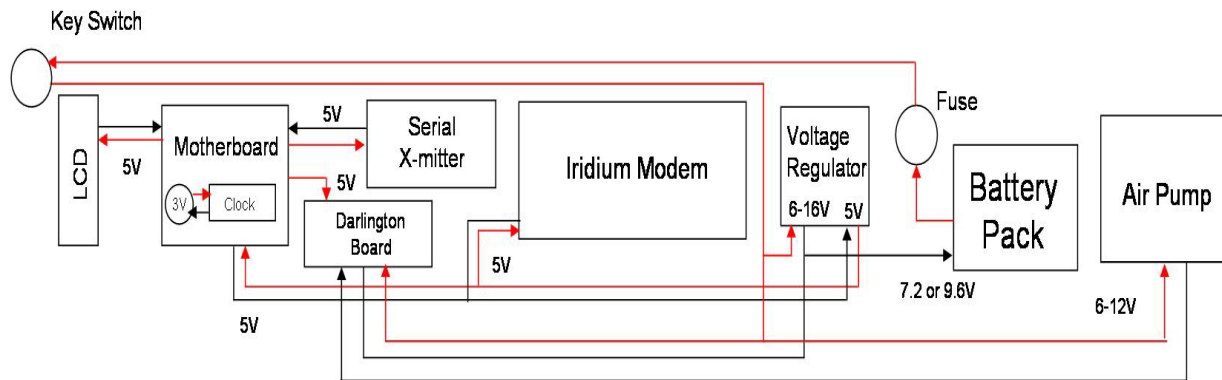 Key Switch
LCD
5V
Motherboard
3V
Clock
5V
Serial
X-mitter
5V
Darlington
Board
Iridium Modem
5V
Voltage
Regulator
6-16V
5V
Fuse
Battery
Pack
7.2 or 9.6V
Air Pump
6-12V
5V